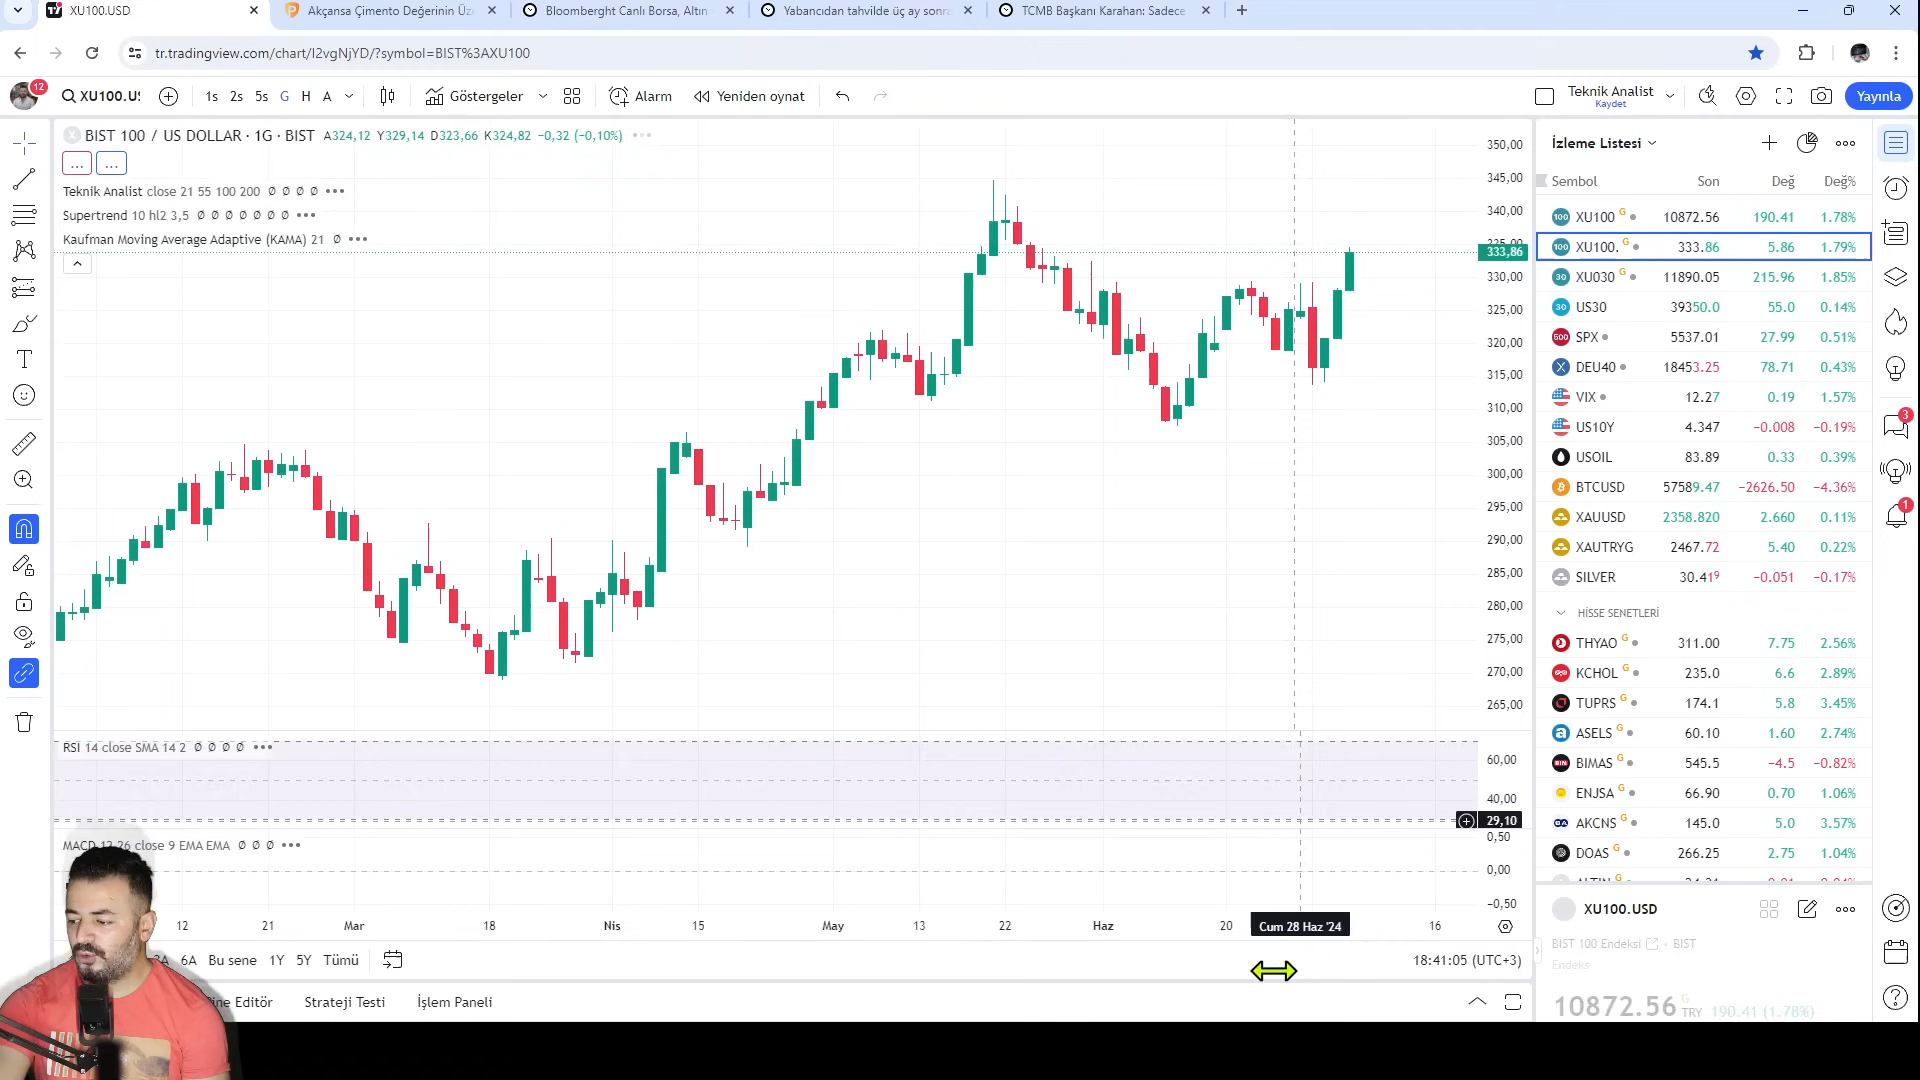 XU100.USD
Akçansa Çimento Değerinin Üz
Bloomberght Canlı Borsa, Altın
Yabancıdan tahvilde üç ay sonra
TCMB Başkanı Karahan: Sadece
tr.tradingview.com/chart/I2vgNjYD/?symbol=BIST%3AXU100
12
XU100.US
1s 2s 5s G H A
Göstergeler
Alarm
Yeniden oynat
Teknik Analist
Kaydet
Yayınla
BIST 100 / US DOLLAR · 1G · BIST A324,12 Y329,14 D323,66 K324,82 −0,32 (−0,10%)
Teknik Analist close 21 55 100 200 Ø Ø Ø Ø
Supertrend 10 hl2 3,5 Ø Ø Ø Ø Ø Ø Ø
Kaufman Moving Average Adaptive (KAMA) 21 Ø
350,00
345,00
340,00
335,00
333,86
330,00
325,00
320,00
315,00
310,00
305,00
300,00
295,00
290,00
285,00
280,00
275,00
270,00
265,00
RSI 14 close SMA 14 2 Ø Ø Ø Ø
60,00
40,00
29,10
MACD 12 26 close 9 EMA EMA Ø Ø Ø
0,50
0,00
−0,50
12 21 Mar 18 Nis 15 May 13 22 Haz 20 Cum 28 Haz '24 16
6A Bu sene 1Y 5Y Tümü
18:41:05 (UTC+3)
ine Editör Strateji Testi İşlem Paneli
İzleme Listesi
Sembol Son Değ Değ%
XU100 G 10872.56 190.41 1.78%
XU100. G 333.86 5.86 1.79%
XU030 G 11890.05 215.96 1.85%
US30 39350.0 55.0 0.14%
SPX 5537.01 27.99 0.51%
DEU40 18453.25 78.71 0.43%
VIX 12.27 0.19 1.57%
US10Y 4.347 −0.008 −0.19%
USOIL 83.89 0.33 0.39%
BTCUSD 57589.47 −2626.50 −4.36%
XAUUSD 2358.820 2.660 0.11%
XAUTRYG 2467.72 5.40 0.22%
SILVER 30.419 −0.051 −0.17%
HİSSE SENETLERİ
THYAO G 311.00 7.75 2.56%
KCHOL G 235.0 6.6 2.89%
TUPRS G 174.1 5.8 3.45%
ASELS G 60.10 1.60 2.74%
BIMAS G 545.5 −4.5 −0.82%
ENJSA G 66.90 0.70 1.06%
AKCNS G 145.0 5.0 3.57%
DOAS G 266.25 2.75 1.04%
XU100.USD
BIST 100 Endeksi · BIST
Endeks
10872.56 G TRY 190.41 (1.78%)
3
1